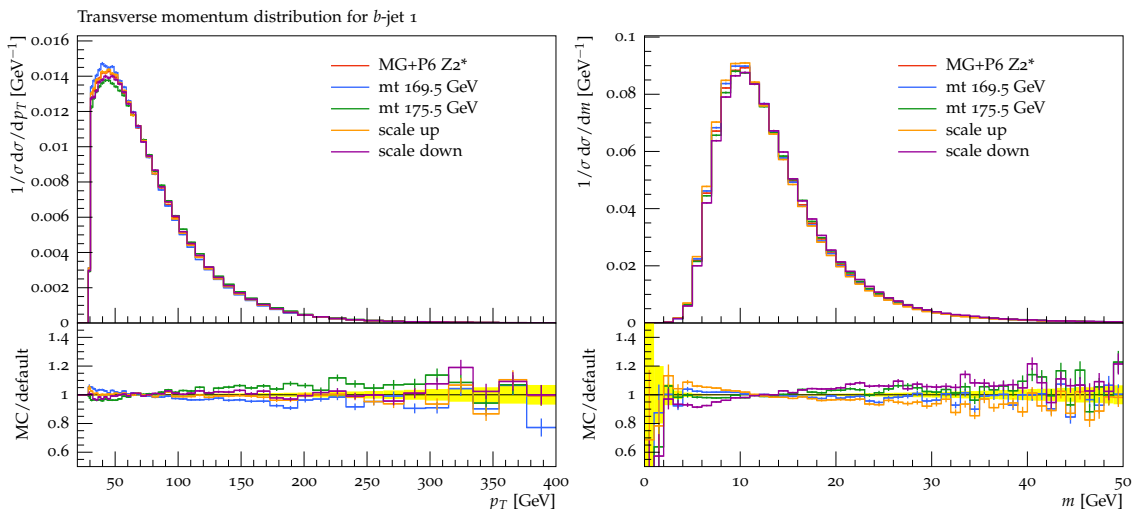 Transverse momentum distribution for b-jet 1
MG+P6 Z2*
mt 169.5 GeV
mt 175.5 GeV
scale up
scale down
0
0.002
0.004
0.006
0.008
0.01
0.012
0.014
0.016
1/σ dσ/dp_T [GeV⁻¹]
50 100 150 200 250 300 350 400
0.6
0.8
1
1.2
1.4
p_T [GeV]
MC/default
MG+P6 Z2*
mt 169.5 GeV
mt 175.5 GeV
scale up
scale down
0
0.02
0.04
0.06
0.08
0.1
1/σ dσ/dm [GeV⁻¹]
0 10 20 30 40 50
0.6
0.8
1
1.2
1.4
m [GeV]
MC/default